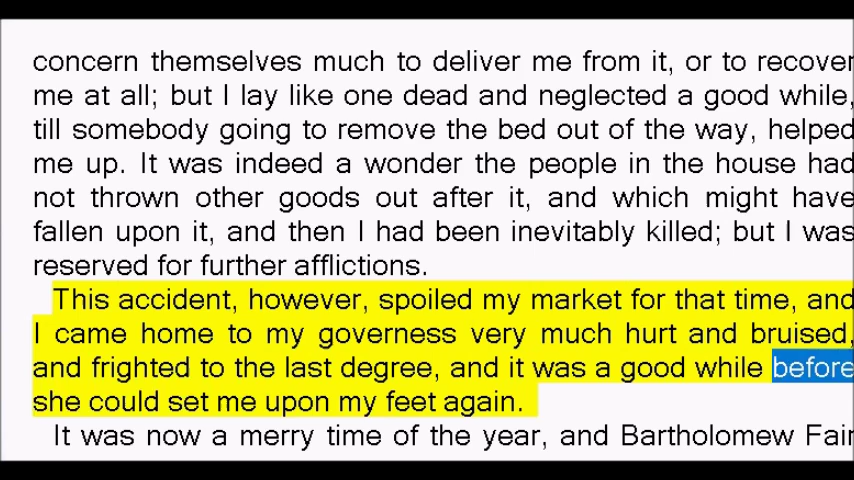 concern themselves much to deliver me from it, or to recover
me at all; but I lay like one dead and neglected a good while,
till somebody going to remove the bed out of the way, helped
me up. It was indeed a wonder the people in the house had
not thrown other goods out after it, and which might have
fallen upon it, and then I had been inevitably killed; but I was
reserved for further afflictions.
This accident, however, spoiled my market for that time, and
I came home to my governess very much hurt and bruised,
and frighted to the last degree, and it was a good while before
she could set me upon my feet again.
It was now a merry time of the year, and Bartholomew Fair